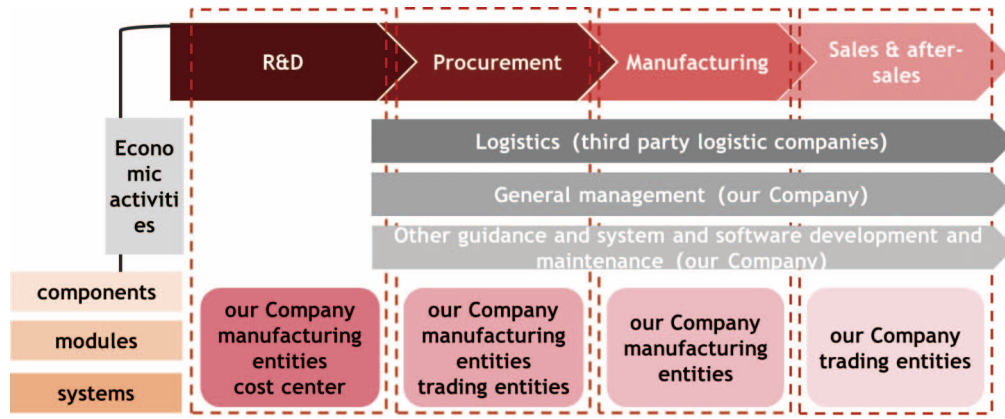 R&D
Procurement
Manufacturing
Sales & after-
sales
Econo
mic
activiti
es
Logistics (third party logistic companies)
General management (our Company)
Other guidance and system and software development and
maintenance (our Company)
components
modules
systems
our Company
manufacturing
entities
cost center
our Company
manufacturing
entities
trading entities
our Company
manufacturing
entities
our Company
trading entities